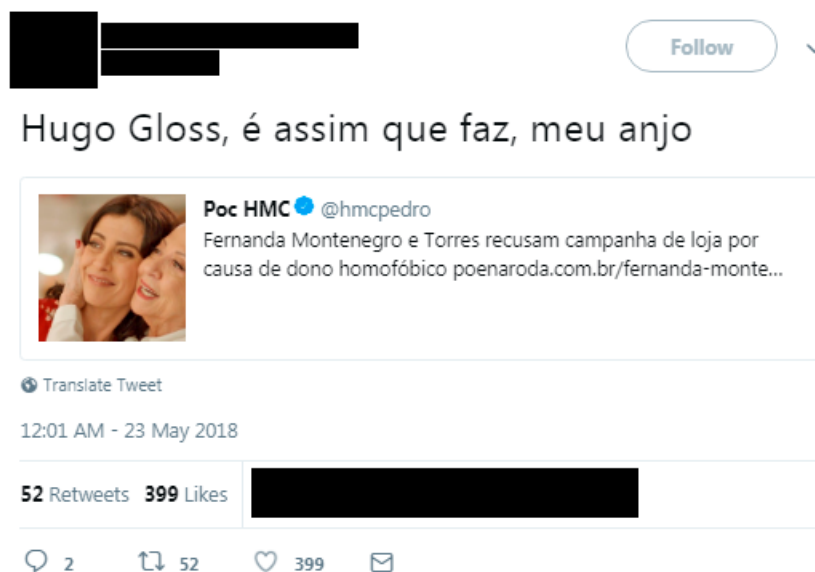 Follow
Hugo Gloss, é assim que faz, meu anjo
Poc HMC @hmcpedro
Fernanda Montenegro e Torres recusam campanha de loja por
causa de dono homofóbico poenaroda.com.br/fernanda-monte...
Translate Tweet
12:01 AM - 23 May 2018
52 Retweets 399 Likes
2 52 399